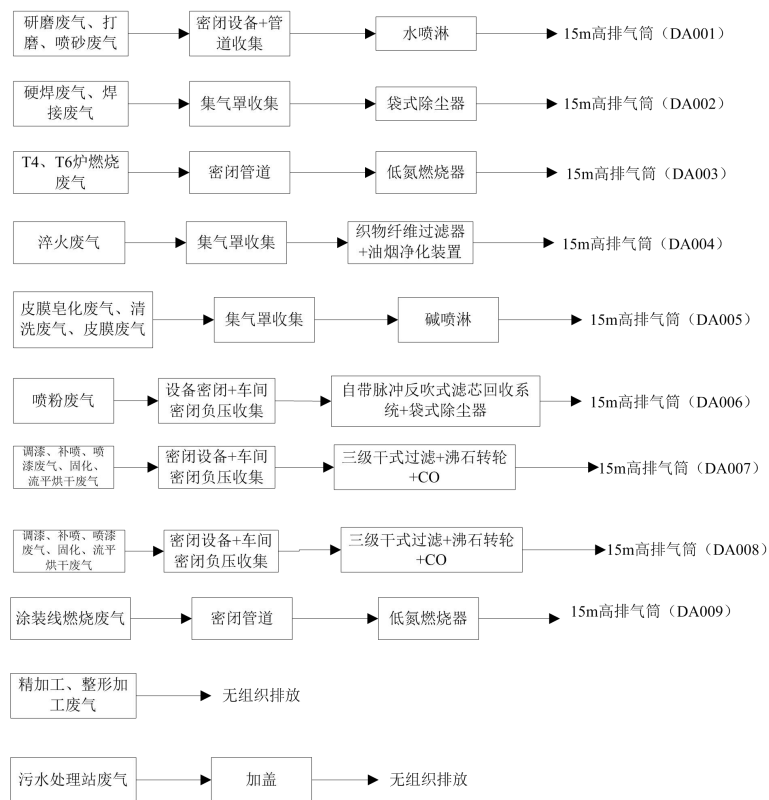 研磨废气、打
磨、喷砂废气
密闭设备+管
道收集
水喷淋
15m高排气筒（DA001）
硬焊废气、焊
接废气
集气罩收集
袋式除尘器
15m高排气筒（DA002）
T4、T6炉燃烧
废气
密闭管道
低氮燃烧器
15m高排气筒（DA003）
淬火废气
集气罩收集
织物纤维过滤器
+油烟净化装置
15m高排气筒（DA004）
皮膜皂化废气、清
洗废气、皮膜废气
集气罩收集
碱喷淋
15m高排气筒（DA005）
喷粉废气
设备密闭+车间
密闭负压收集
自带脉冲反吹式滤芯回收系
统+袋式除尘器
15m高排气筒（DA006）
调漆、补喷、喷
漆废气、固化、
流平烘干废气
密闭设备+车间
密闭负压收集
三级干式过滤+沸石转轮
+CO
15m高排气筒（DA007）
调漆、补喷、喷漆
废气、固化、流平
烘干废气
密闭设备+车间
密闭负压收集
三级干式过滤+沸石转轮
+CO
15m高排气筒（DA008）
涂装线燃烧废气
密闭管道
低氮燃烧器
15m高排气筒（DA009）
精加工、整形加
工废气
无组织排放
污水处理站废气
加盖
无组织排放